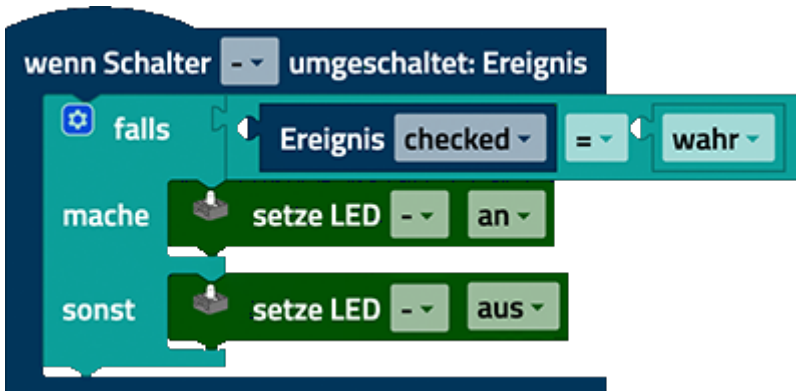 wenn Schalter - umgeschaltet: Ereignis
falls Ereignis checked = wahr
mache setze LED - an
sonst setze LED - aus